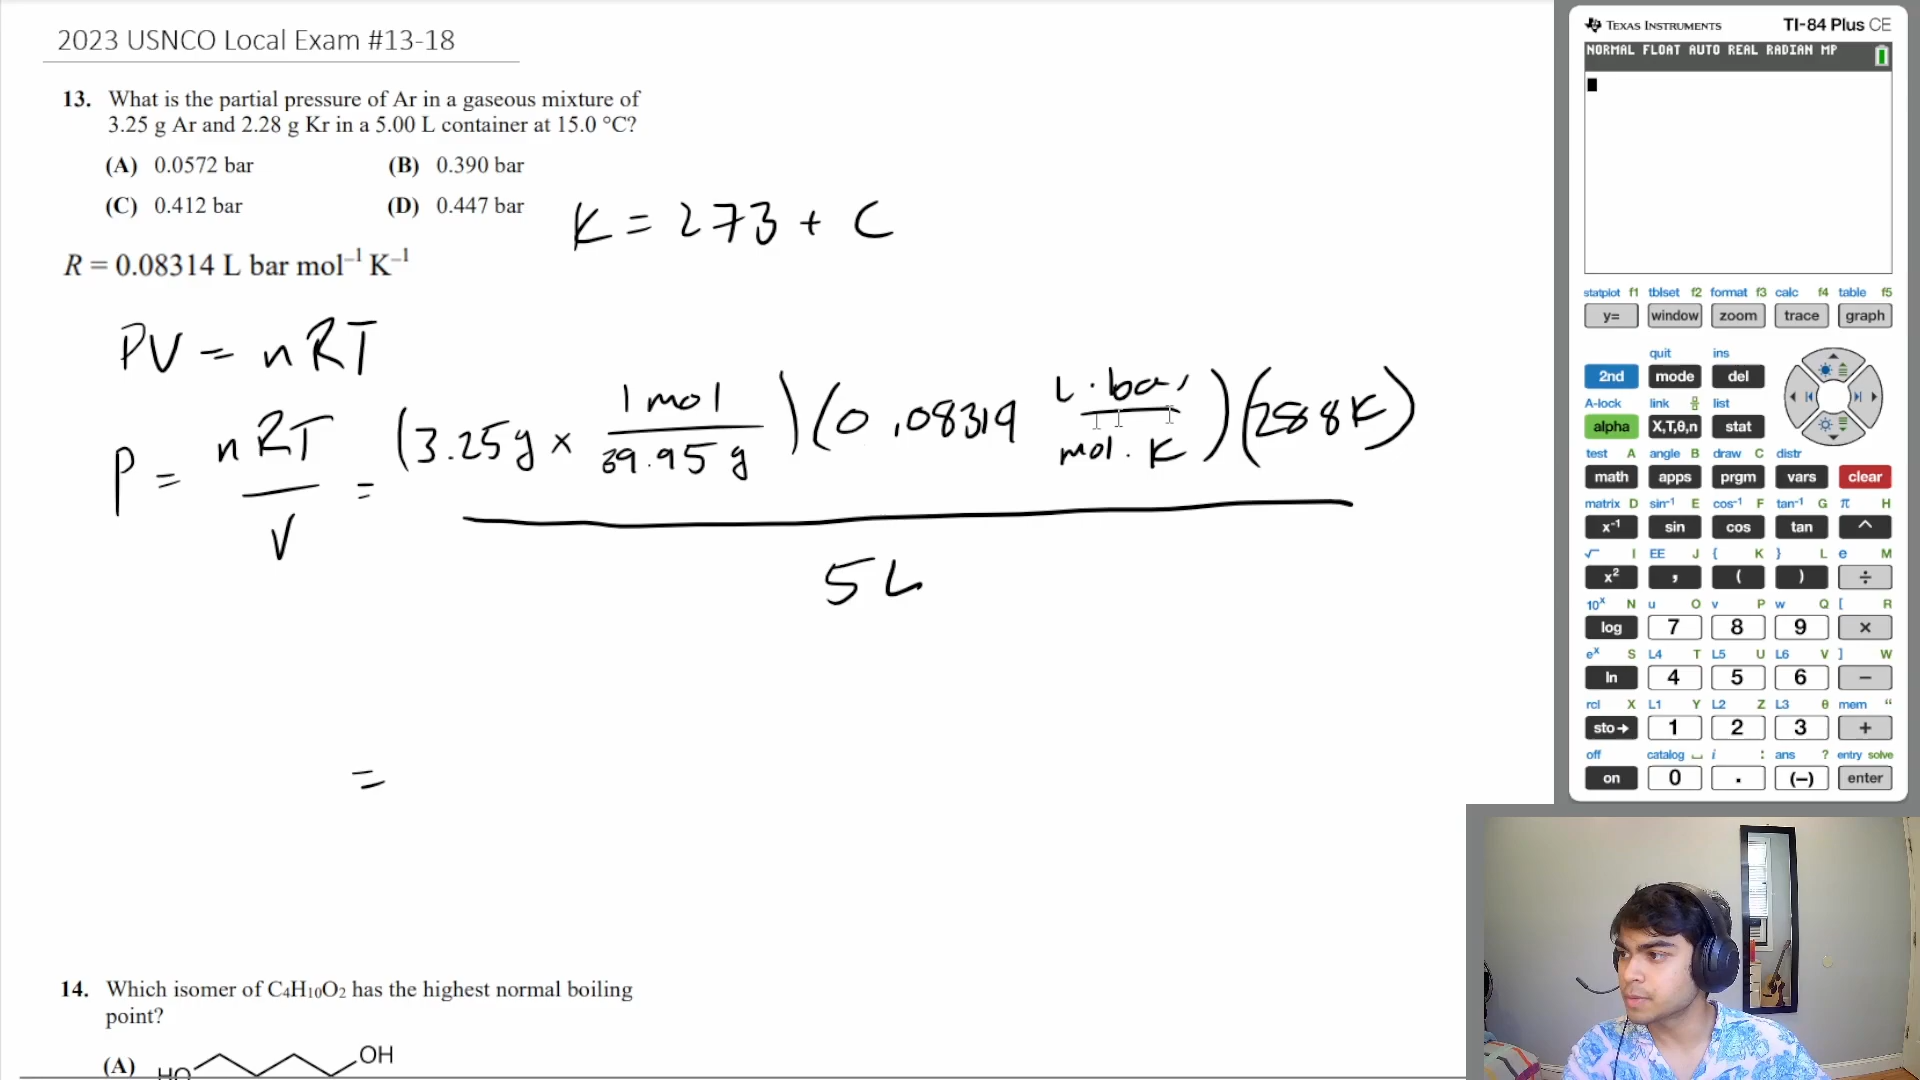 2023 USNCO Local Exam #13-18
13. What is the partial pressure of Ar in a gaseous mixture of
3.25 g Ar and 2.28 g Kr in a 5.00 L container at 15.0 °C?
(A) 0.0572 bar (B) 0.390 bar
(C) 0.412 bar (D) 0.447 bar
K = 273 + C
R = 0.08314 L bar mol⁻¹ K⁻¹
PV = nRT
P = nRT / V = (3.25g × 1 mol / 39.95 g)(0.08314 L·bar / mol·K)(288K) / 5L
=
14. Which isomer of C₄H₁₀O₂ has the highest normal boiling
point?
(A) HO OH
TEXAS INSTRUMENTS TI-84 Plus CE
NORMAL FLOAT AUTO REAL RADIAN MP
statplot f1 tblset f2 format f3 calc f4 table f5
y= window zoom trace graph
quit ins
2nd mode del
A-lock link θ list
alpha X,T,θ,n stat
test A angle B draw C distr
math apps prgm vars clear
matrix D sin⁻¹ E cos⁻¹ F tan⁻¹ G π H
x⁻¹ sin cos tan ^
√ I EE J { K } L e M
x² , ( ) ÷
10ˣ N u O v P w Q [ R
log 7 8 9 ×
eˣ S L4 T L5 U L6 V ] W
ln 4 5 6 −
rcl X L1 Y L2 Z L3 θ mem "
sto→ 1 2 3 +
off catalog ⎵ i : ans ? entry solve
on 0 . (−) enter